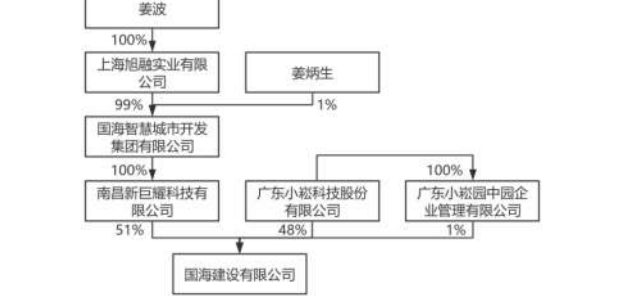 姜波
100%
上海旭融实业有限
公司
姜炳生
99%
1%
国海智慧城市开发
集团有限公司
100%
100%
南昌新巨耀科技有
限公司
广东小崧科技股份
有限公司
广东小崧园中园企
业管理有限公司
51%
48%
1%
国海建设有限公司